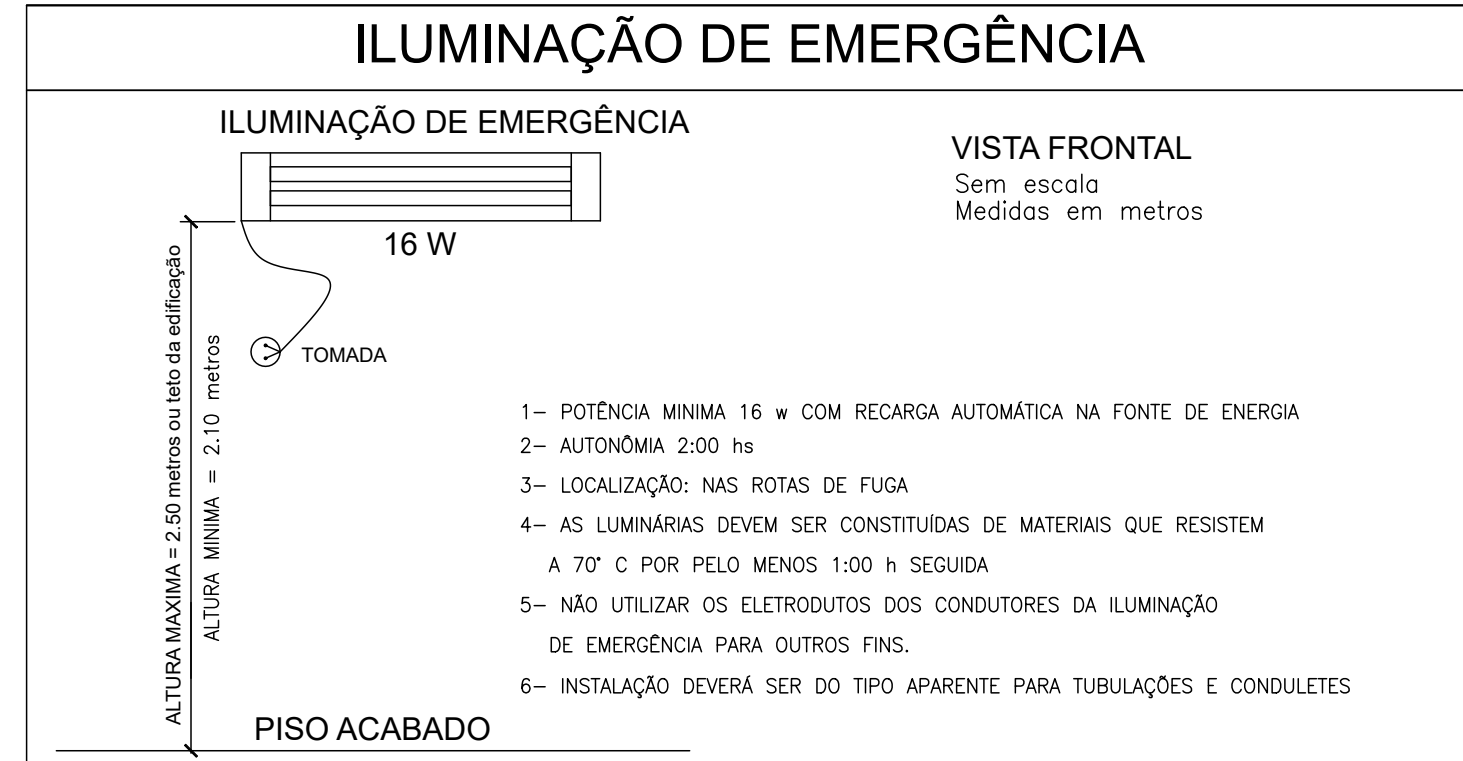 ILUMINAÇÃO DE EMERGÊNCIA
ILUMINAÇÃO DE EMERGÊNCIA
VISTA FRONTAL
Sem escala
Medidas em metros
16 W
TOMADA
ALTURA MAXIMA = 2.50 metros ou teto da edificação
ALTURA MINIMA = 2.10 metros
1- POTÊNCIA MINIMA 16 w COM RECARGA AUTOMÁTICA NA FONTE DE ENERGIA
2- AUTONÔMIA 2:00 hs
3- LOCALIZAÇÃO: NAS ROTAS DE FUGA
4- AS LUMINÁRIAS DEVEM SER CONSTITUÍDAS DE MATERIAIS QUE RESISTEM
A 70° C POR PELO MENOS 1:00 h SEGUIDA
5- NÃO UTILIZAR OS ELETRODUTOS DOS CONDUTORES DA ILUMINAÇÃO
DE EMERGÊNCIA PARA OUTROS FINS.
6- INSTALAÇÃO DEVERÁ SER DO TIPO APARENTE PARA TUBULAÇÕES E CONDULETES
PISO ACABADO